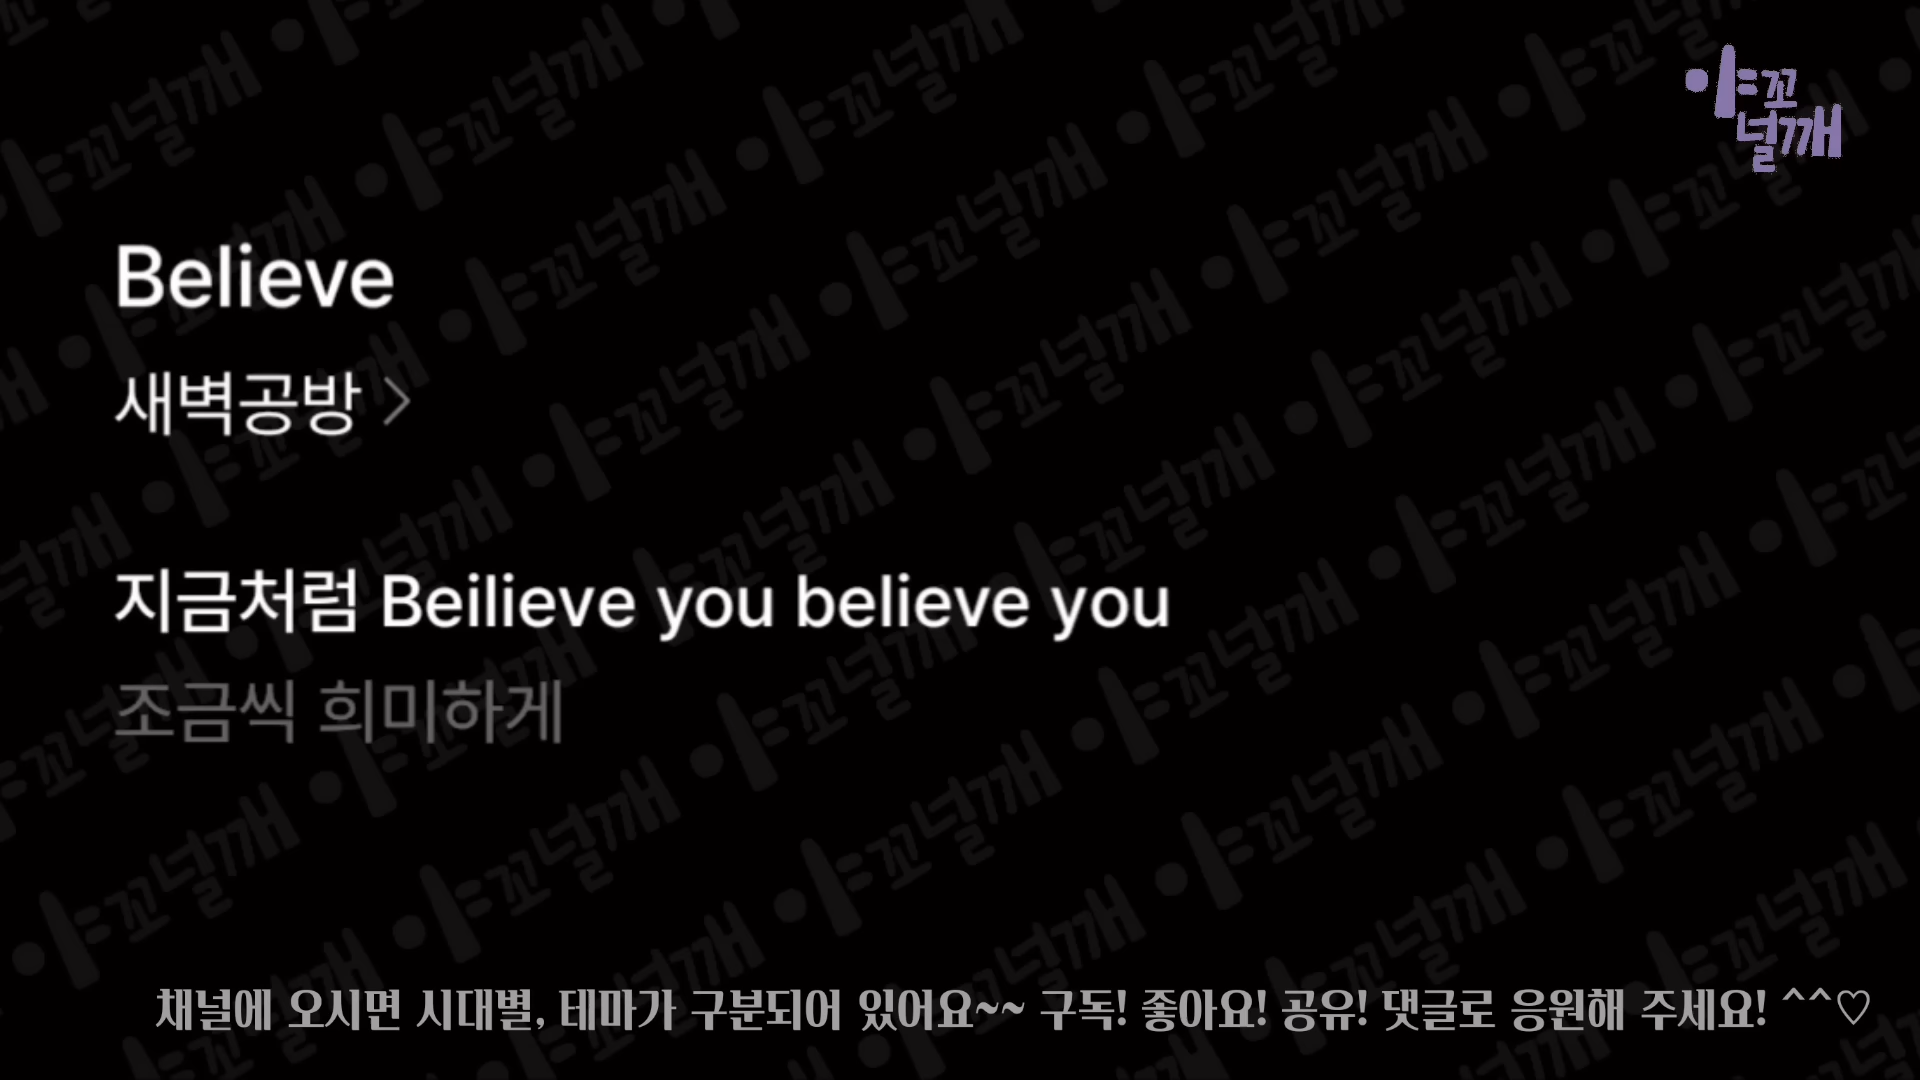 야꼬
널깨
Believe
새벽공방 >
지금처럼 Beilieve you believe you
조금씩 희미하게
채널에 오시면 시대별, 테마가 구분되어 있어요~~ 구독! 좋아요! 공유! 댓글로 응원해 주세요! ^^♡